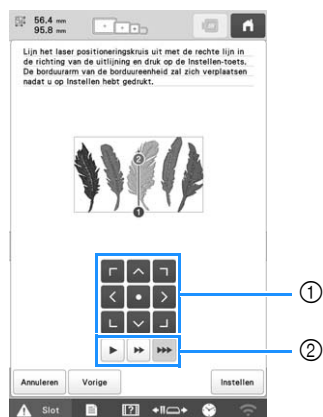 56.4 mm
95.8 mm
Lijn het laser positioneringskruis uit met de rechte lijn in
de richting van de uitlijning en druk op de Instellen-toets.
De borduurarm van de borduureenheid zal zich verplaatsen
nadat u op Instellen hebt gedrukt.
2
1
①
②
Annuleren Vorige Instellen
Slot